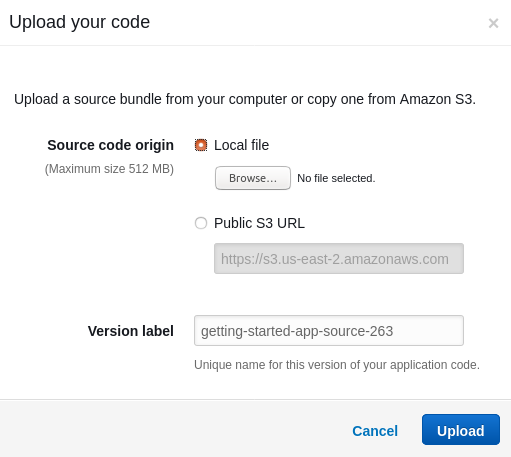 Upload your code ×
Upload a source bundle from your computer or copy one from Amazon S3.
Source code origin Local file
(Maximum size 512 MB)
Browse... No file selected.
Public S3 URL
https://s3.us-east-2.amazonaws.com
Version label getting-started-app-source-263
Unique name for this version of your application code.
Cancel Upload